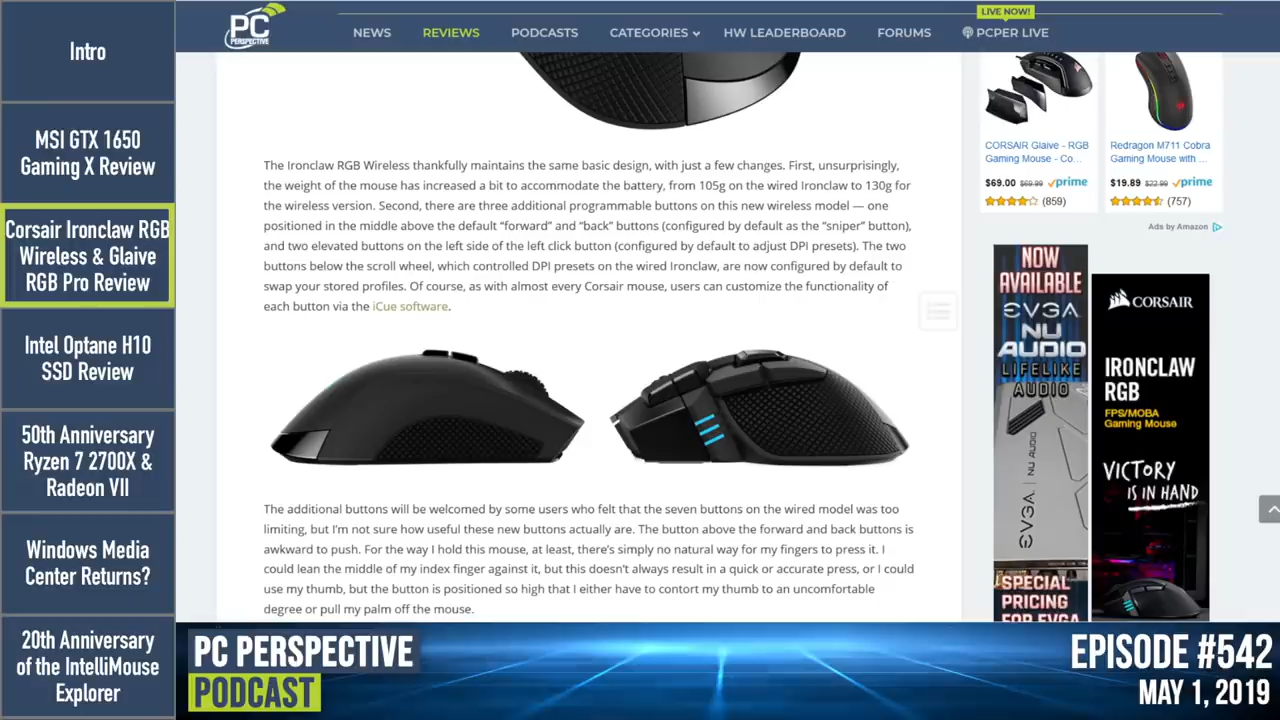 Intro
MSI GTX 1650
Gaming X Review
Corsair Ironclaw RGB
Wireless & Glaive
RGB Pro Review
Intel Optane H10
SSD Review
50th Anniversary
Ryzen 7 2700X &
Radeon VII
Windows Media
Center Returns?
20th Anniversary
of the IntelliMouse
Explorer
PC
PERSPECTIVE
NEWS
REVIEWS
PODCASTS
CATEGORIES
HW LEADERBOARD
FORUMS
LIVE NOW!
PCPER LIVE
The Ironclaw RGB Wireless thankfully maintains the same basic design, with just a few changes. First, unsurprisingly,
the weight of the mouse has increased a bit to accommodate the battery, from 105g on the wired Ironclaw to 130g for
the wireless version. Second, there are three additional programmable buttons on this new wireless model — one
positioned in the middle above the default “forward” and “back” buttons (configured by default as the “sniper” button),
and two elevated buttons on the left side of the left click button (configured by default to adjust DPI presets). The two
buttons below the scroll wheel, which controlled DPI presets on the wired Ironclaw, are now configured by default to
swap your stored profiles. Of course, as with almost every Corsair mouse, users can customize the functionality of
each button via the iCue software.
The additional buttons will be welcomed by some users who felt that the seven buttons on the wired model was too
limiting, but I’m not sure how useful these new buttons actually are. The button above the forward and back buttons is
awkward to push. For the way I hold this mouse, at least, there’s simply no natural way for my fingers to press it. I
could lean the middle of my index finger against it, but this doesn’t always result in a quick or accurate press, or I could
use my thumb, but the button is positioned so high that I either have to contort my thumb to an uncomfortable
degree or pull my palm off the mouse.
CORSAIR Glaive - RGB
Gaming Mouse - Co...
$69.00 $69.99 prime
(859)
Redragon M711 Cobra
Gaming Mouse with ...
$19.89 $22.99 prime
(757)
Ads by Amazon
NOW
AVAILABLE
EVGA
NU
AUDIO
LIFELIKE
AUDIO
NU AUDIO
EVGA
SPECIAL
PRICING
FOR EVGA
CORSAIR
IRONCLAW
RGB
FPS/MOBA
Gaming Mouse
VICTORY
IS IN HAND
PC PERSPECTIVE
PODCAST
EPISODE #542
MAY 1, 2019